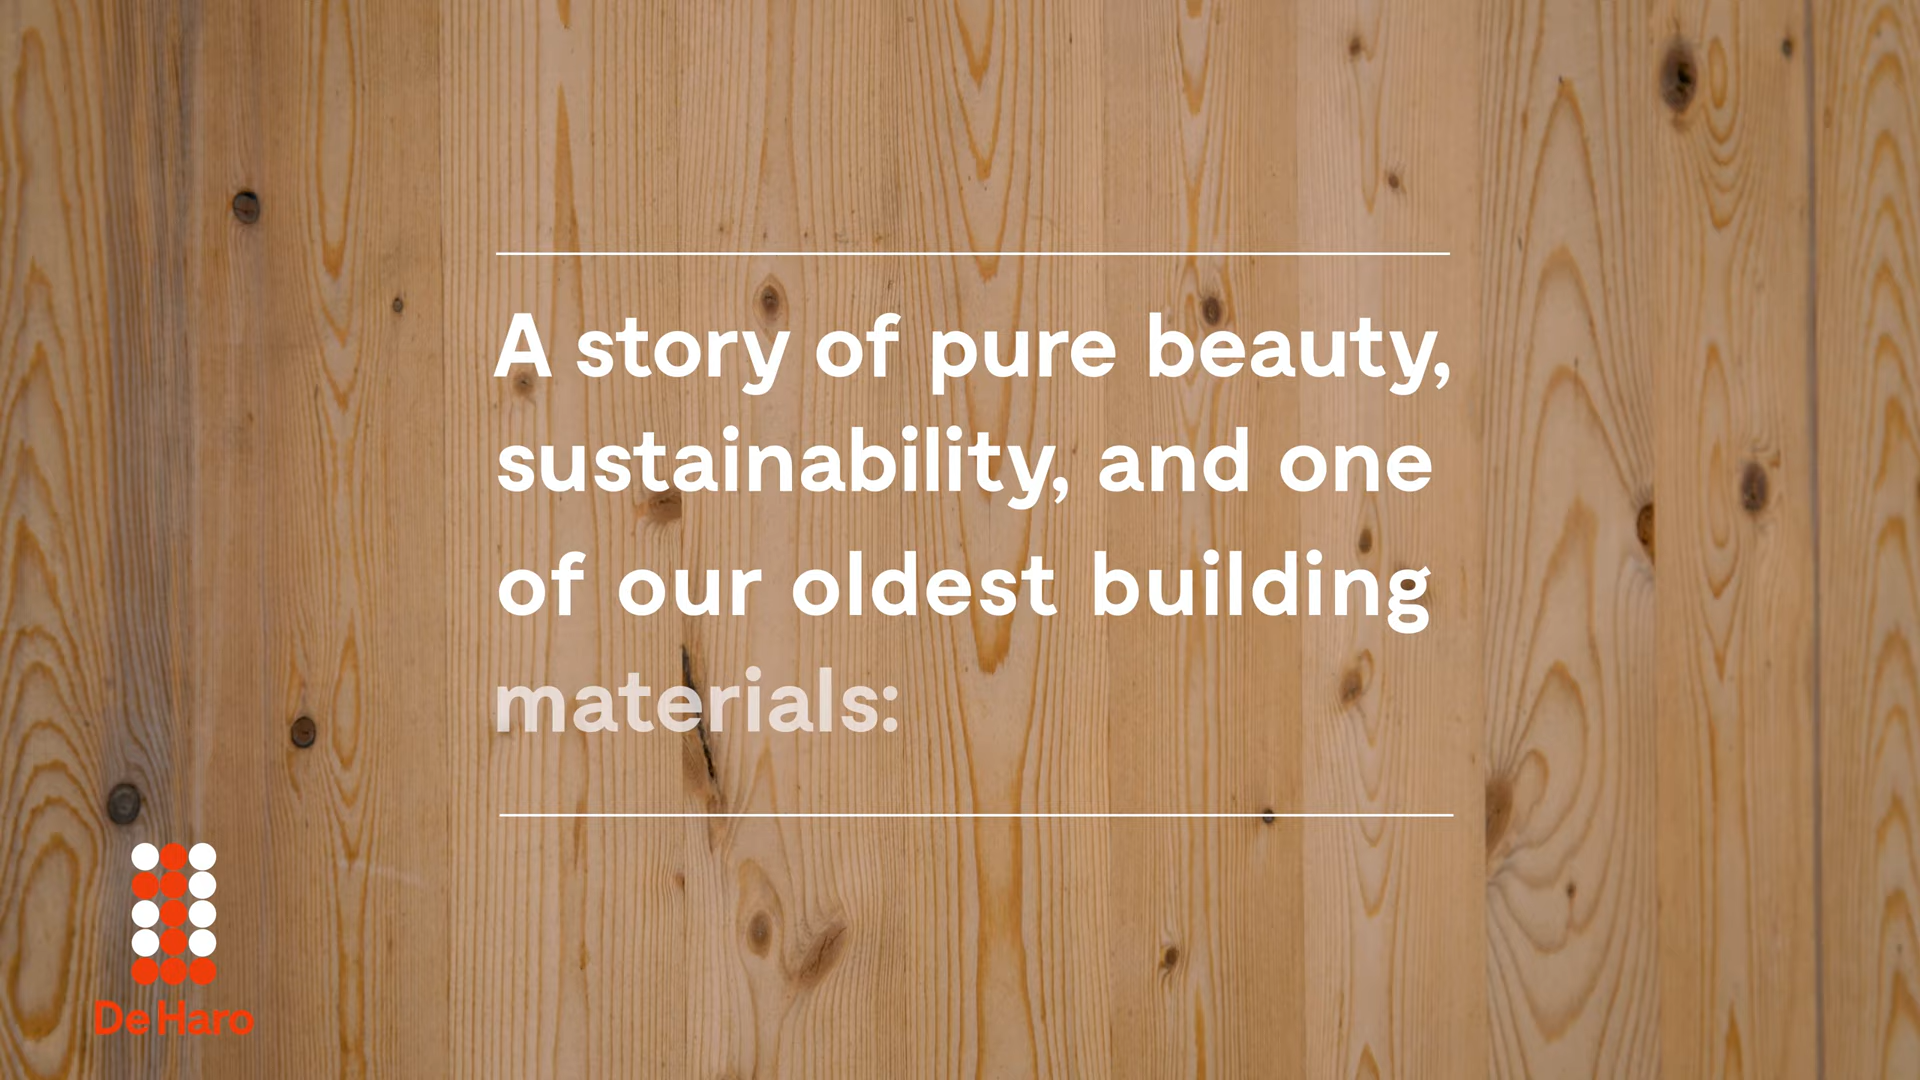 A story of pure beauty,
sustainability, and one
of our oldest building
materials:
De Haro